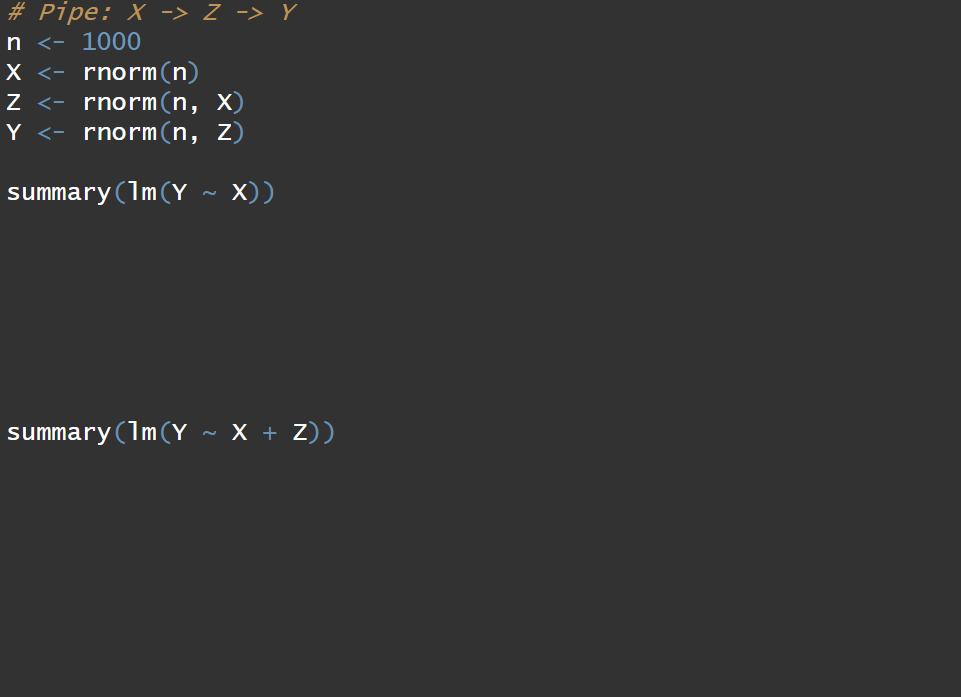 # Pipe: X -> Z -> Y
n <- 1000
X <- rnorm(n)
Z <- rnorm(n, X)
Y <- rnorm(n, Z)
summary(lm(Y ~ X))
summary(lm(Y ~ X + Z))